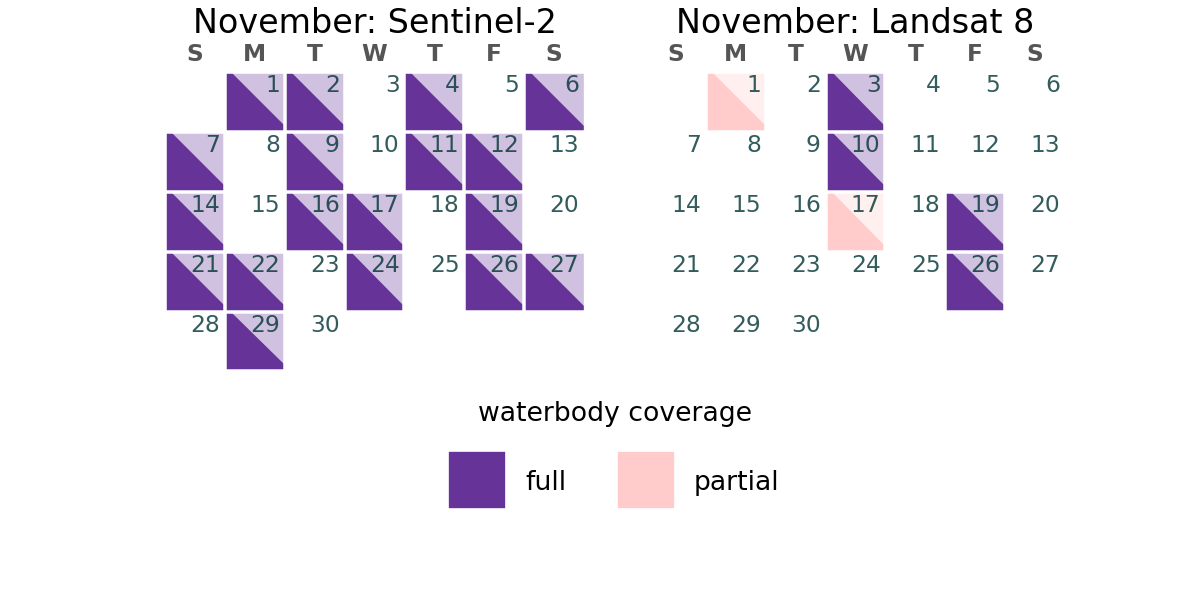 November: Sentinel-2
S M T W T F S
1 2 3 4 5 6
7 8 9 10 11 12 13
14 15 16 17 18 19 20
21 22 23 24 25 26 27
28 29 30
November: Landsat 8
S M T W T F S
1 2 3 4 5 6
7 8 9 10 11 12 13
14 15 16 17 18 19 20
21 22 23 24 25 26 27
28 29 30
waterbody coverage
full partial